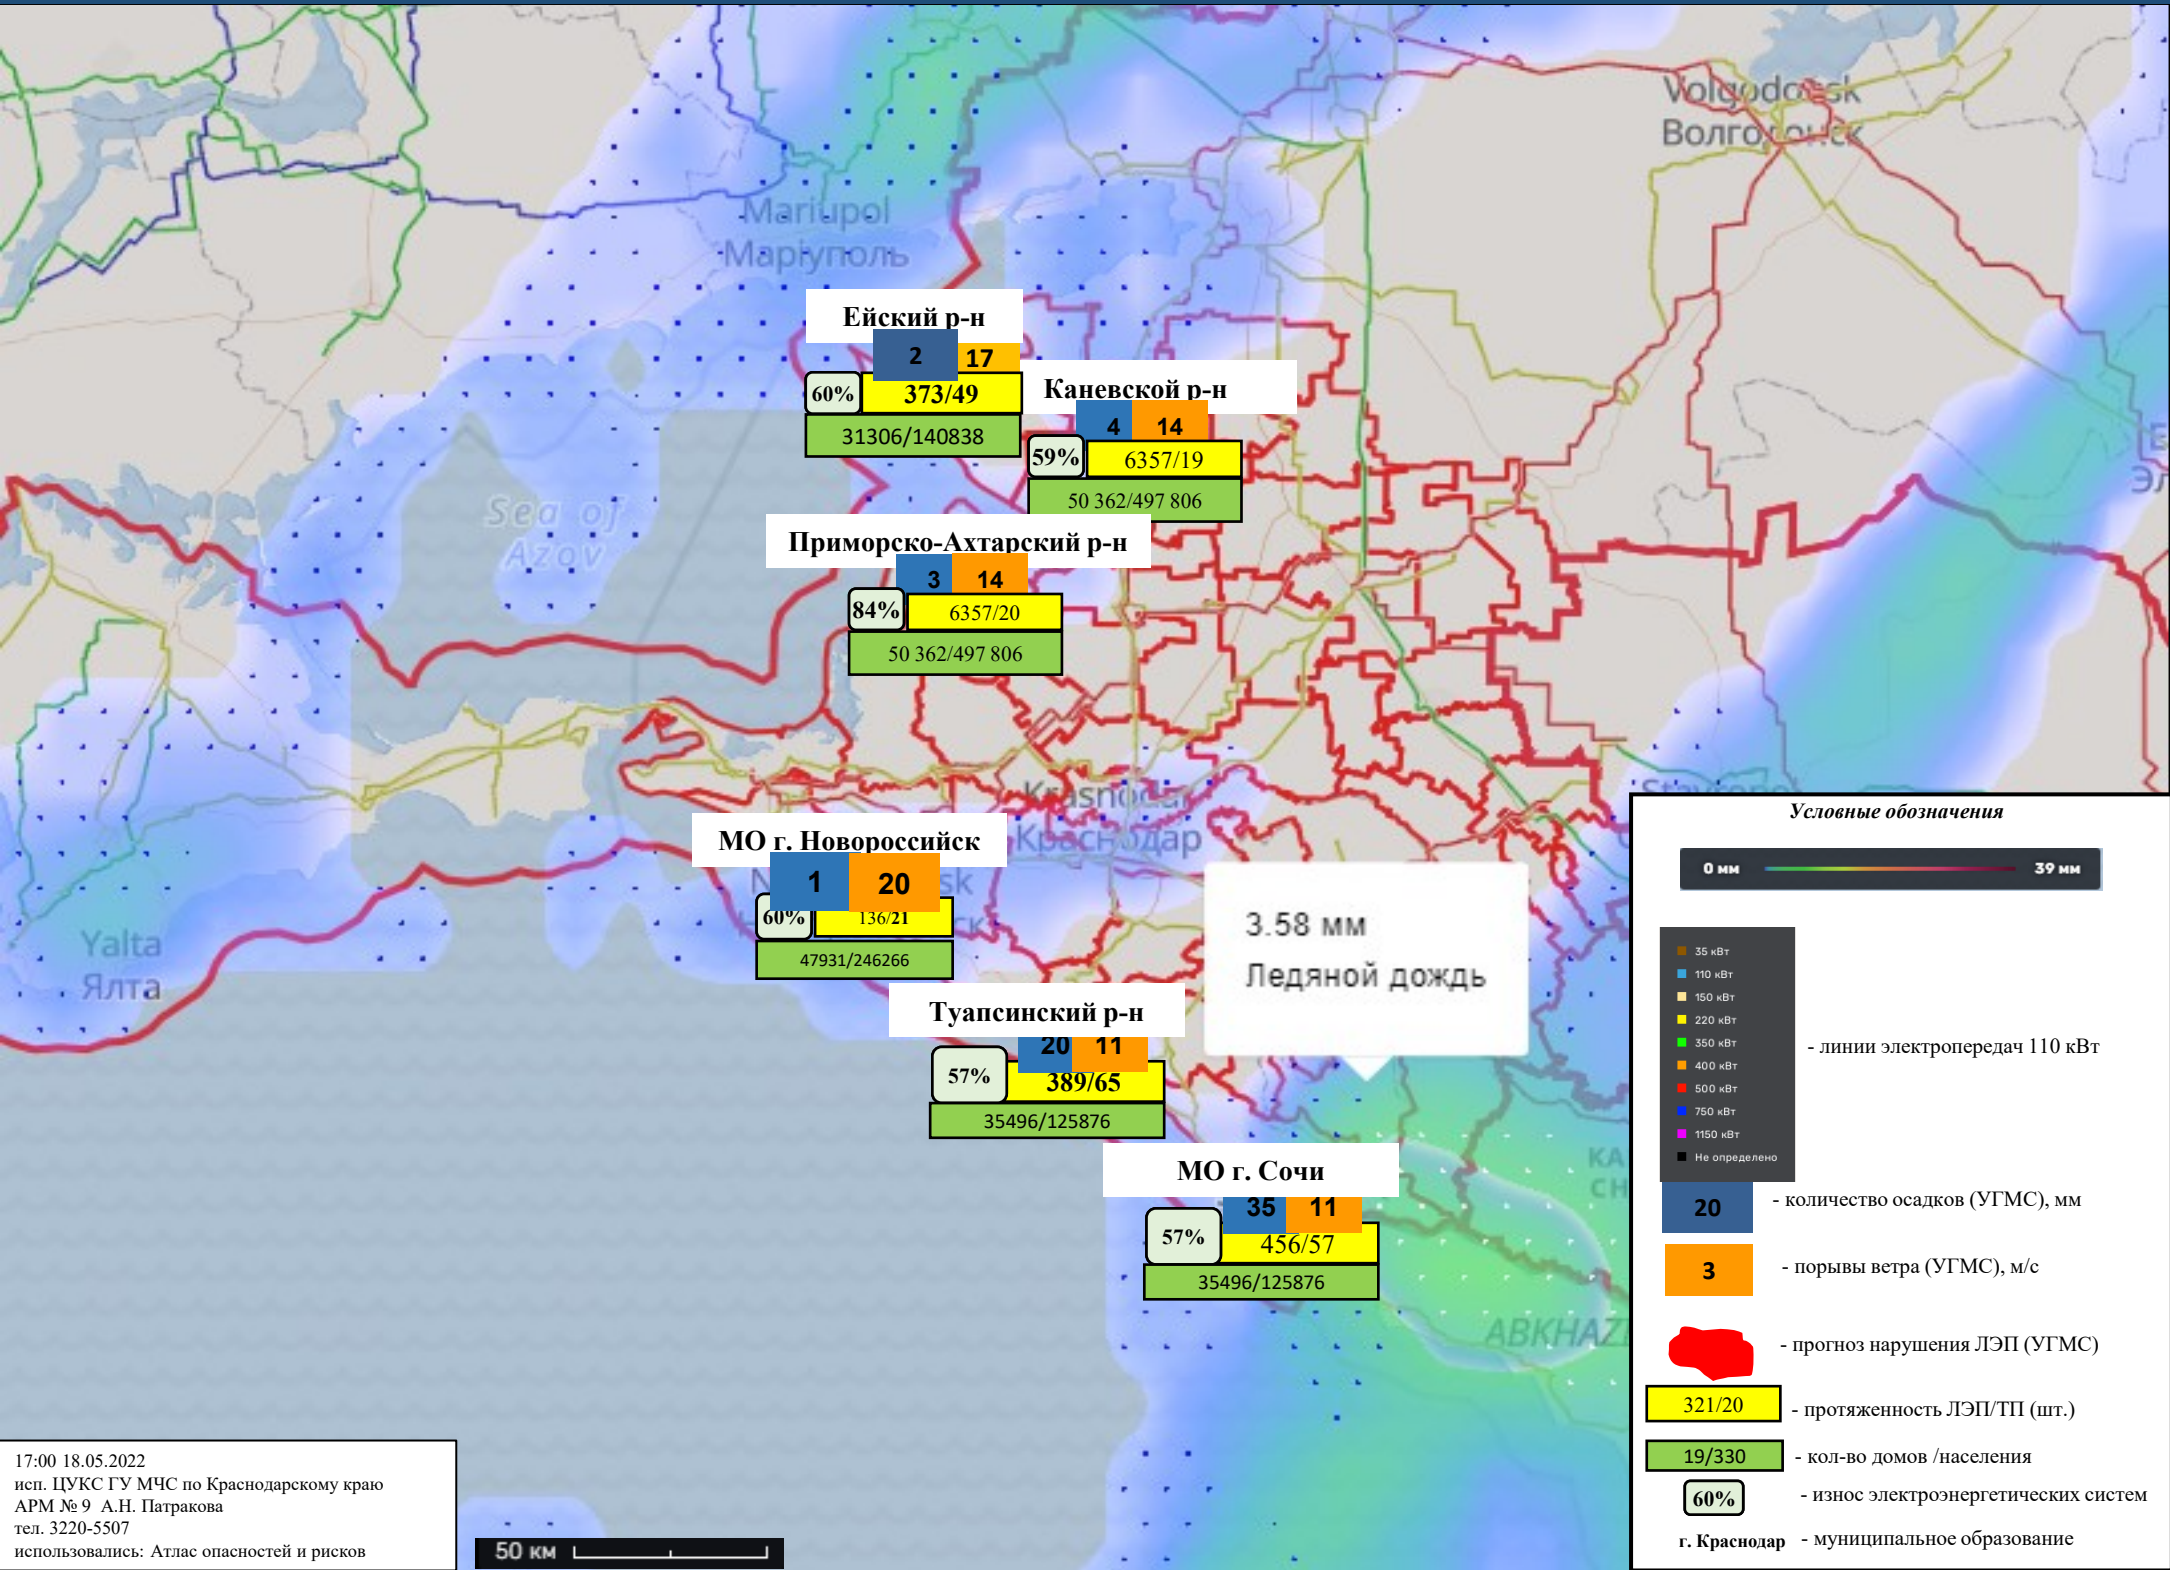 Volgodonsk
Волгодонск
Mariupol
Маріуполь
Ейский р-н
2
17
60%
373/49
31306/140838
Каневской р-н
4
14
59%
6357/19
50 362/497 806
Sea of
Azov
Приморско-Ахтарский р-н
3
14
84%
6357/20
50 362/497 806
Krasnodar
Краснодар
МО г. Новороссийск
1
20
60%
136/21
47931/246266
Yalta
Ялта
3.58 мм
Ледяной дождь
Туапсинский р-н
20
11
57%
389/65
35496/125876
МО г. Сочи
35
11
57%
456/57
35496/125876
ABKHAZI
Условные обозначения
0 мм
39 мм
35 кВт
110 кВт
150 кВт
220 кВт
350 кВт
400 кВт
500 кВт
750 кВт
1150 кВт
Не определено
- линии электропередач 110 кВт
20 - количество осадков (УГМС), мм
3 - порывы ветра (УГМС), м/с
- прогноз нарушения ЛЭП (УГМС)
321/20 - протяженность ЛЭП/ТП (шт.)
19/330 - кол-во домов /населения
60% - износ электроэнергетических систем
г. Краснодар - муниципальное образование
17:00 18.05.2022
исп. ЦУКС ГУ МЧС по Краснодарскому краю
АРМ № 9 А.Н. Патракова
тел. 3220-5507
использовались: Атлас опасностей и рисков
50 км